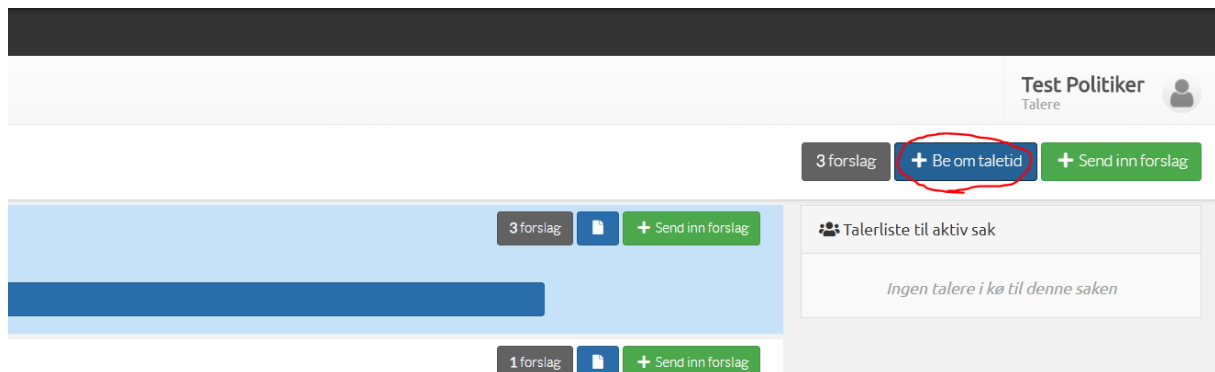 Test Politiker
Talere
3 forslag + Be om taletid + Send inn forslag
3 forslag + Send inn forslag
Talerliste til aktiv sak
Ingen talere i kø til denne saken
1 forslag + Send inn forslag